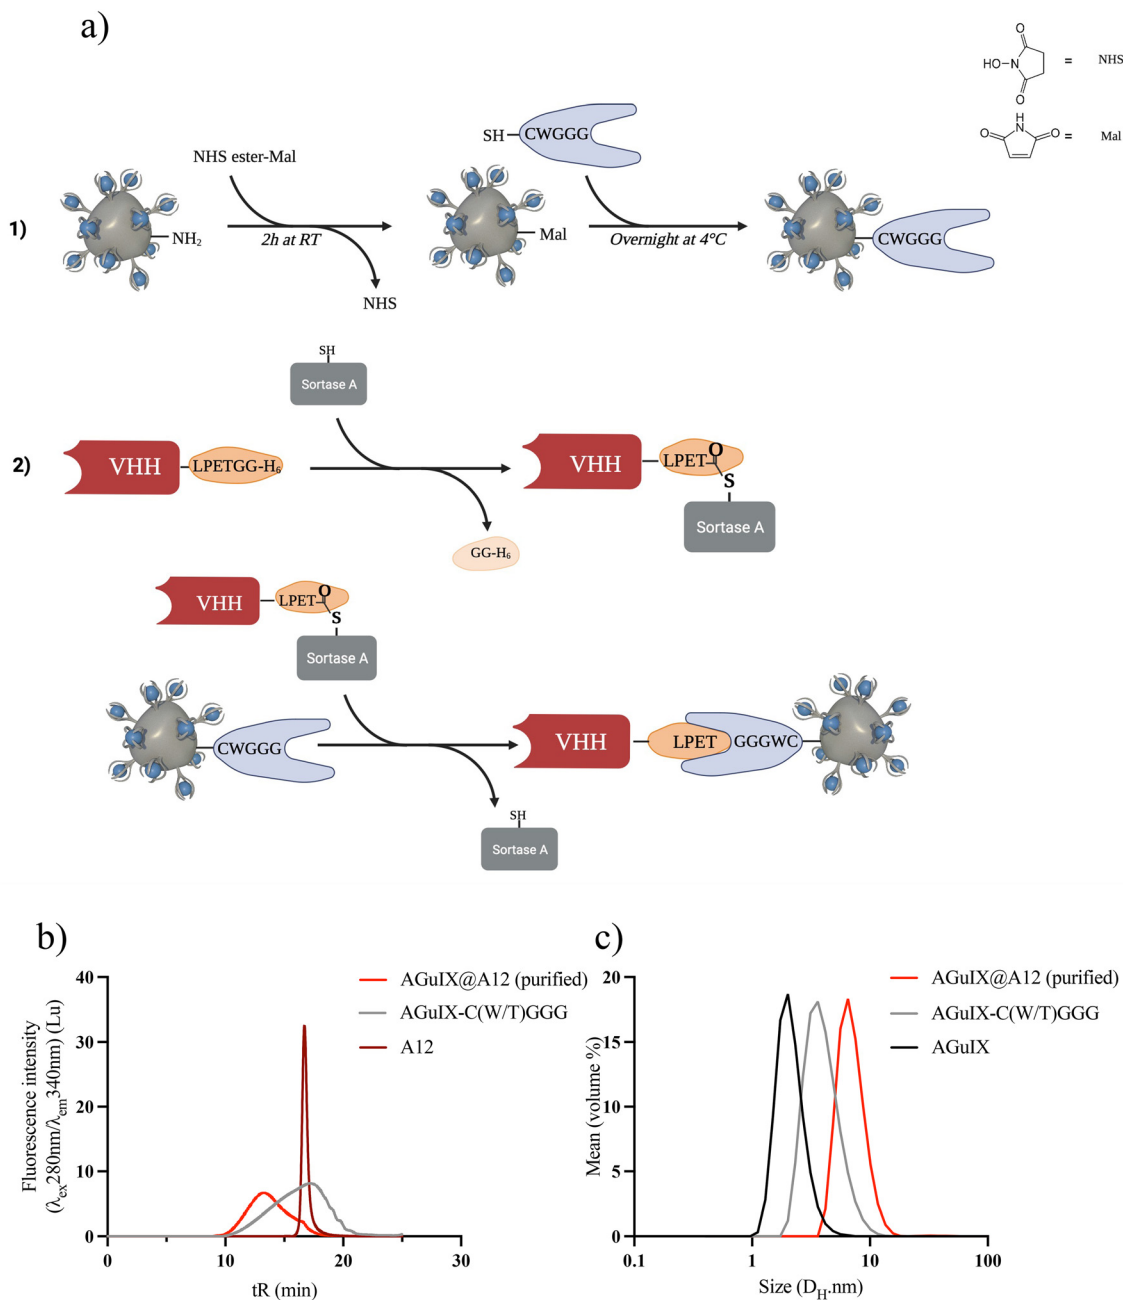 a)
HO
N
O
O
=
NHS
O
NH
O
=
Mal
1)
NHS ester-Mal
SH
CWGGG
NH₂
2h at RT
NHS
Mal
Overnight at 4°C
CWGGG
2)
SH
Sortase A
VHH
LPETGG-H₆
GG-H₆
VHH
LPET
O
S
Sortase A
VHH
LPET
O
S
Sortase A
CWGGG
SH
Sortase A
VHH
LPET
GGGWC
b)
Fluorescence intensity
(λex280nm/λem340nm) (Lu)
40
30
20
10
0
0
10
20
30
tR (min)
AGuIX@A12 (purified)
AGuIX-C(W/T)GGG
A12
c)
Mean (volume %)
20
15
10
5
0
0.1
1
10
100
Size (DH.nm)
AGuIX@A12 (purified)
AGuIX-C(W/T)GGG
AGuIX